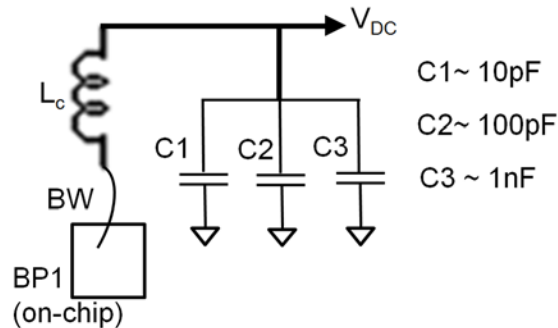 V_DC
L_c
C1~ 10pF
C2~ 100pF
C3 ~ 1nF
C1 C2 C3
BW
BP1
(on-chip)